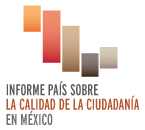 INFORME PAÍS SOBRE
LA CALIDAD DE LA CIUDADANÍA
EN MÉXICO